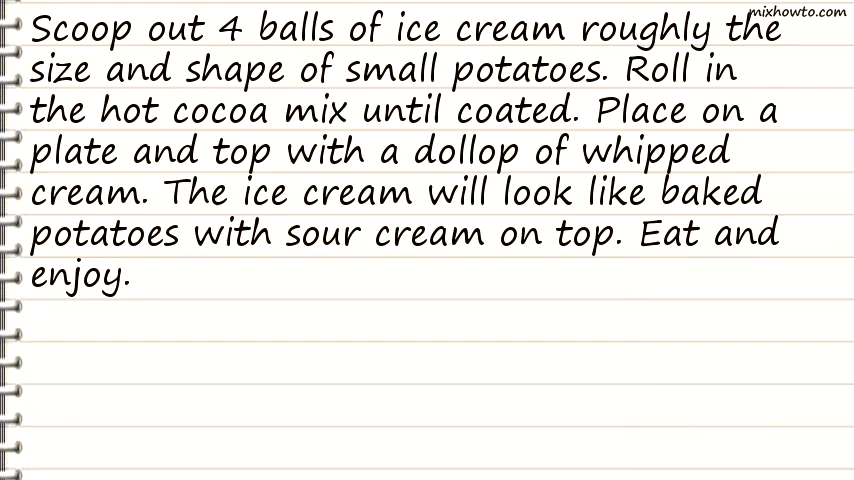 mixhowto.com
Scoop out 4 balls of ice cream roughly the
size and shape of small potatoes. Roll in
the hot cocoa mix until coated. Place on a
plate and top with a dollop of whipped
cream. The ice cream will look like baked
potatoes with sour cream on top. Eat and
enjoy.